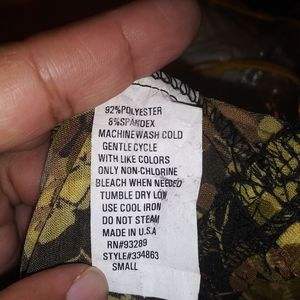 92%POLYESTER
8%SPANDEX
MACHINE WASH COLD
GENTLE CYCLE
WITH LIKE COLORS
ONLY NON-CHLORINE
BLEACH WHEN NEEDED
TUMBLE DRY LOW
USE COOL IRON
DO NOT STEAM
MADE IN U.S.A
RN#93289
STYLE#334863
SMALL